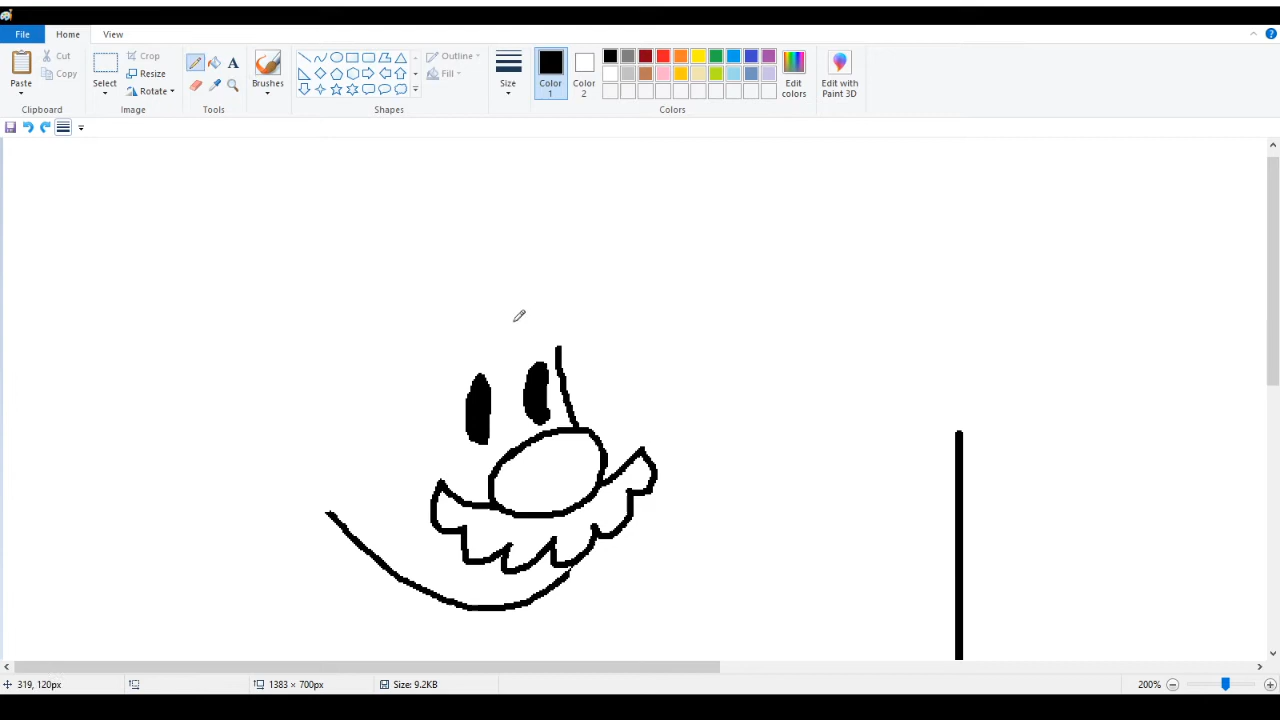 File Home View
Paste Cut Copy Clipboard
Select Crop Resize Rotate Image
A Tools
Brushes
Outline Fill Shapes
Size
Color 1 Color 2 Edit colors Colors
Edit with Paint 3D
319, 120px 1383 × 700px Size: 9.2KB 200%